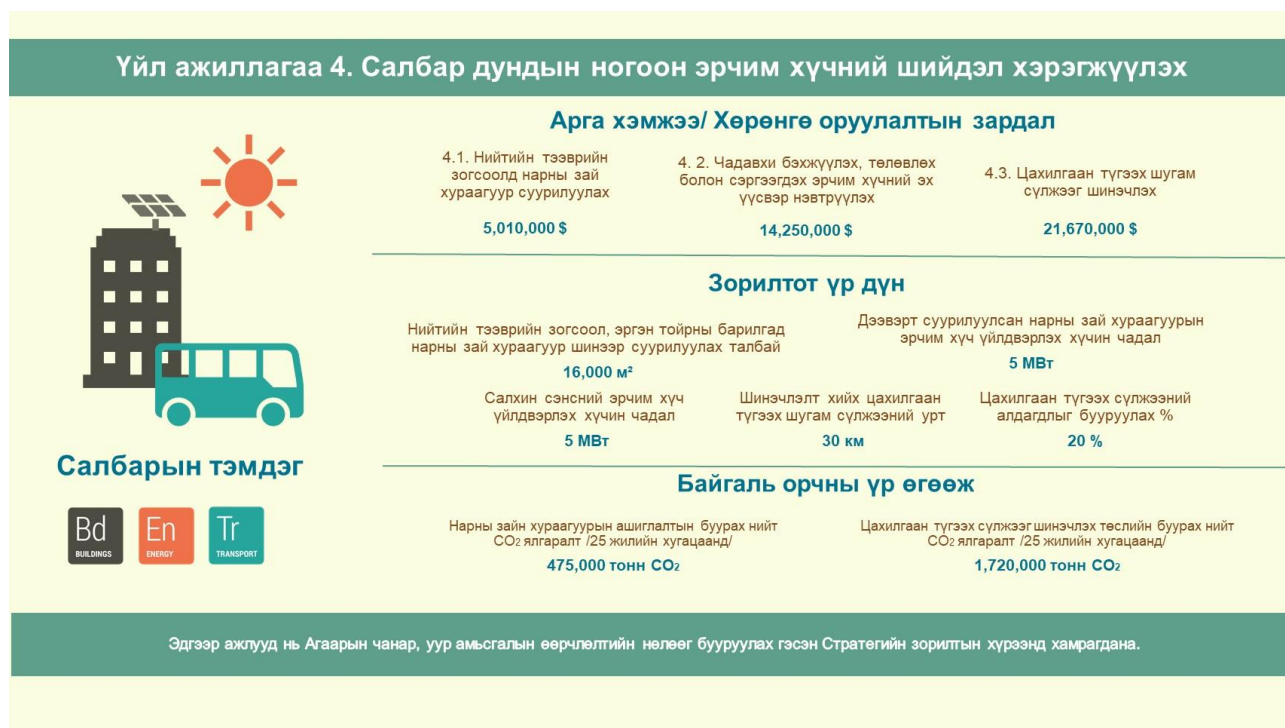 Үйл ажиллагаа 4. Салбар дундын ногоон эрчим хүчний шийдэл хэрэгжүүлэх
Арга хэмжээ/ Хөрөнгө оруулалтын зардал
4.1. Нийтийн тээврийн
зогсоолд нарны зай
хураагуур суурилуулах
5,010,000 $
4. 2. Чадавхи бэхжүүлэх, төлөвлөх
болон сэргээгдэх эрчим хүчний эх
үүсвэр нэвтрүүлэх
14,250,000 $
4.3. Цахилгаан түгээх шугам
сүлжээг шинэчлэх
21,670,000 $
Зорилтот үр дүн
Нийтийн тээврийн зогсоол, эргэн тойрны барилгад
нарны зай хураагуур шинээр суурилуулах талбай
16,000 м²
Дээвэрт суурилуулсан нарны зай хураагуурын
эрчим хүч үйлдвэрлэх хүчин чадал
5 МВт
Салхин сэнсний эрчим хүч
үйлдвэрлэх хүчин чадал
5 МВт
Шинэчлэлт хийх цахилгаан
түгээх шугам сүлжээний урт
30 км
Цахилгаан түгээх сүлжээний
алдагдлыг бууруулах %
20 %
Байгаль орчны үр өгөөж
Нарны зайн хураагуурын ашиглалтын буурах нийт
CO₂ ялгаралт /25 жилийн хугацаанд/
475,000 тонн CO₂
Цахилгаан түгээх сүлжээг шинэчлэх төслийн буурах нийт
CO₂ ялгаралт /25 жилийн хугацаанд/
1,720,000 тонн CO₂
Салбарын тэмдэг
Bd
BUILDINGS
En
ENERGY
Tr
TRANSPORT
Эдгээр ажлууд нь Агаарын чанар, уур амьсгалын өөрчлөлтийн нөлөөг бууруулах гэсэн Стратегийн зорилтын хүрээнд хамрагдана.